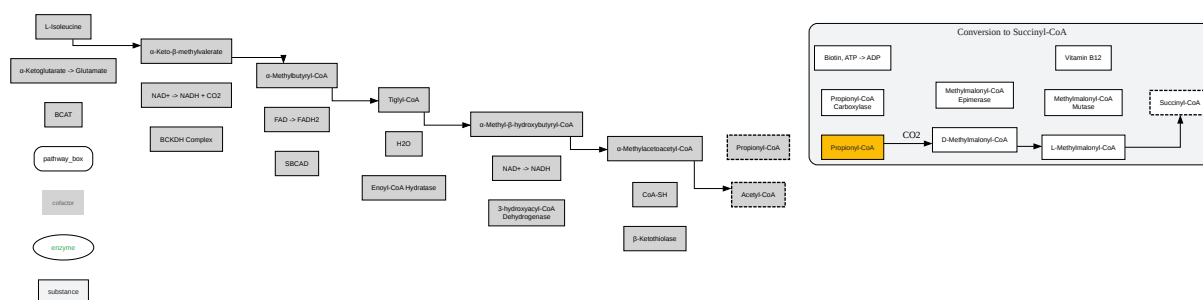 L-Isoleucine
α-Ketoglutarate -> Glutamate
BCAT
pathway_box
cofactor
enzyme
substance
α-Keto-β-methylvalerate
NAD+ -> NADH + CO2
BCKDH Complex
α-Methylbutyryl-CoA
FAD -> FADH2
SBCAD
Tiglyl-CoA
H2O
Enoyl-CoA Hydratase
α-Methyl-β-hydroxybutyryl-CoA
NAD+ -> NADH
3-hydroxyacyl-CoA
Dehydrogenase
α-Methylacetoacetyl-CoA
CoA-SH
β-Ketothiolase
Propionyl-CoA
Acetyl-CoA
Conversion to Succinyl-CoA
Biotin, ATP -> ADP
Propionyl-CoA
Carboxylase
Propionyl-CoA
CO2
Methylmalonyl-CoA
Epimerase
D-Methylmalonyl-CoA
Vitamin B12
Methylmalonyl-CoA
Mutase
L-Methylmalonyl-CoA
Succinyl-CoA